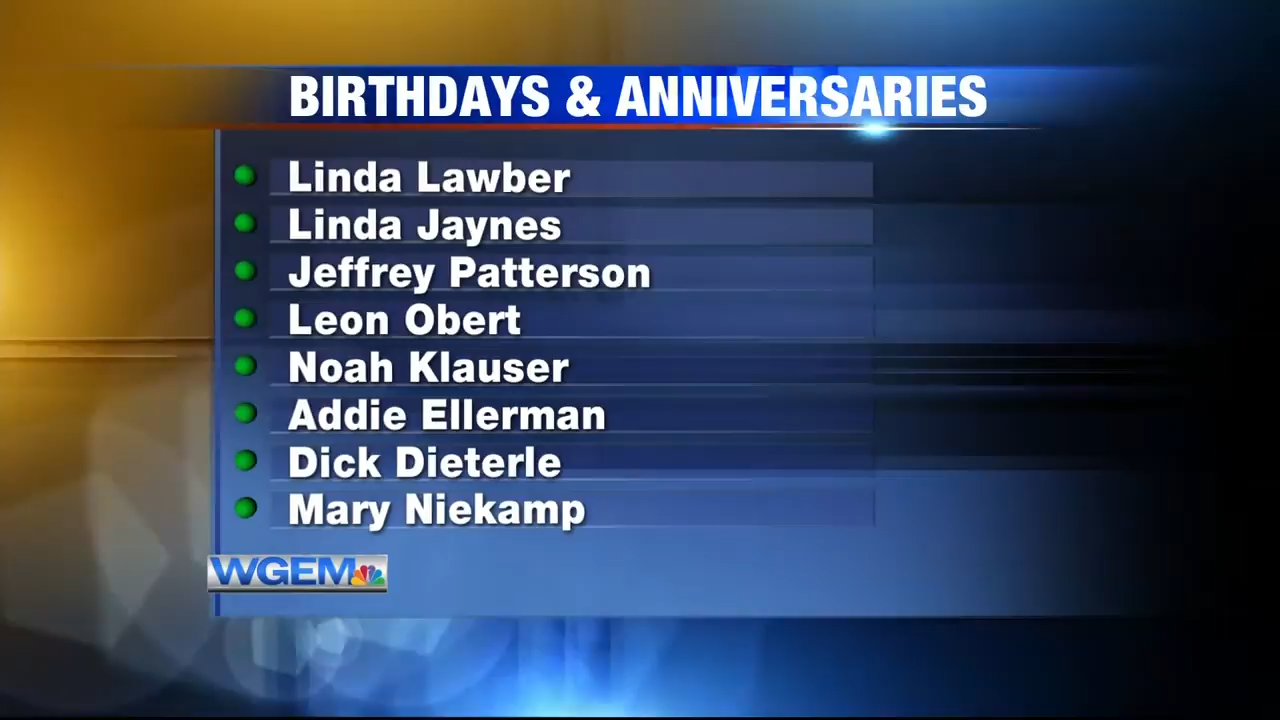 BIRTHDAYS & ANNIVERSARIES
Linda Lawber
Linda Jaynes
Jeffrey Patterson
Leon Obert
Noah Klauser
Addie Ellerman
Dick Dieterle
Mary Niekamp
WGEM